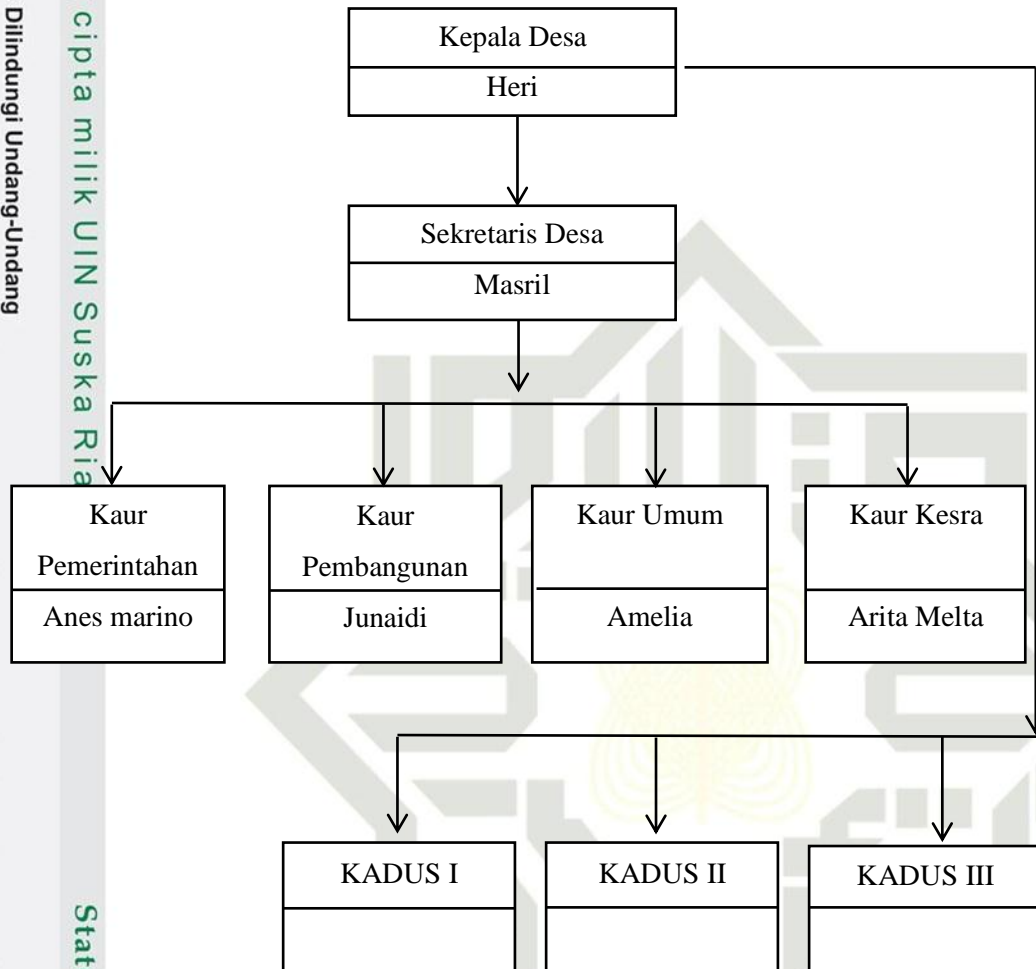 Kepala Desa
Heri
Sekretaris Desa
Masril
Kaur
Pemerintahan
Anes marino
Kaur
Pembangunan
Junaidi
Kaur Umum
Amelia
Kaur Kesra
Arita Melta
KADUS I
KADUS II
KADUS III
cipta milik UIN Suska Ria
Dilindungi Undang-Undang
Stat